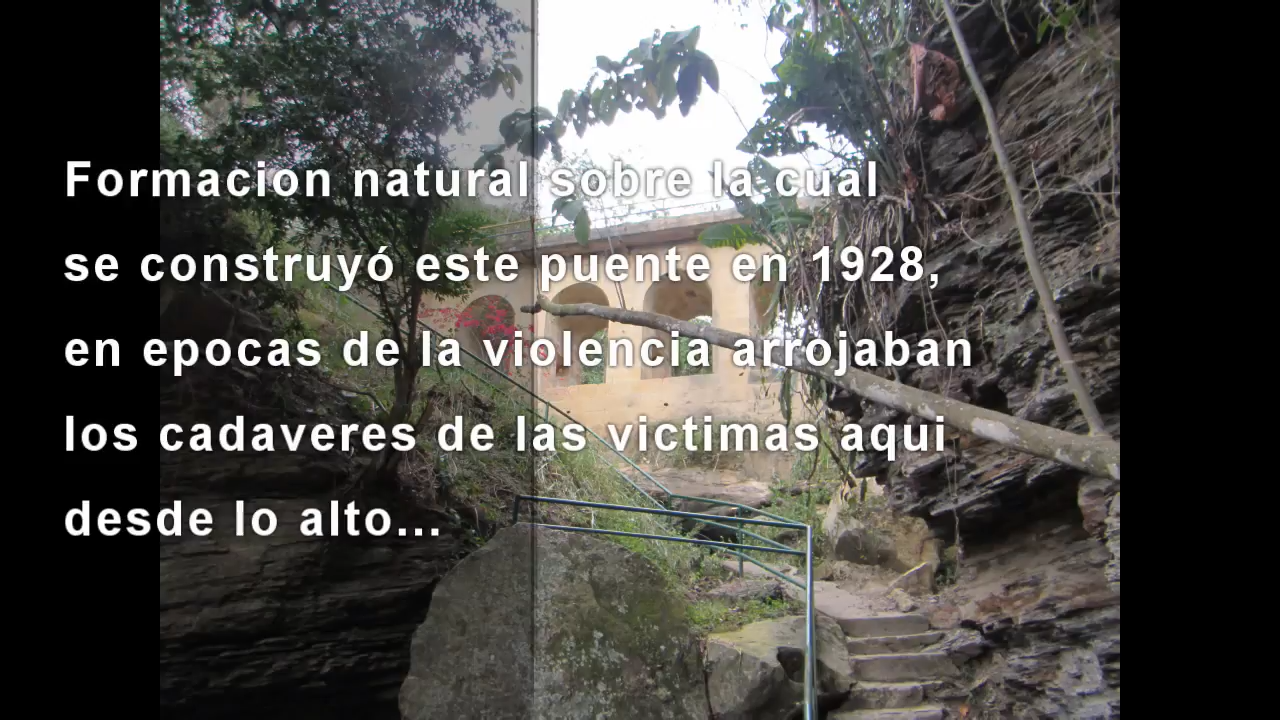 Formacion natural sobre la cual
se construyó este puente en 1928,
en epocas de la violencia arrojaban
los cadaveres de las victimas aqui
desde lo alto...